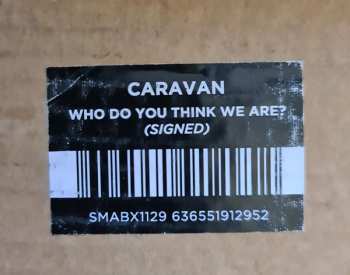 CARAVAN
WHO DO YOU THINK WE ARE?
(SIGNED)
SMABX1129 636551912952